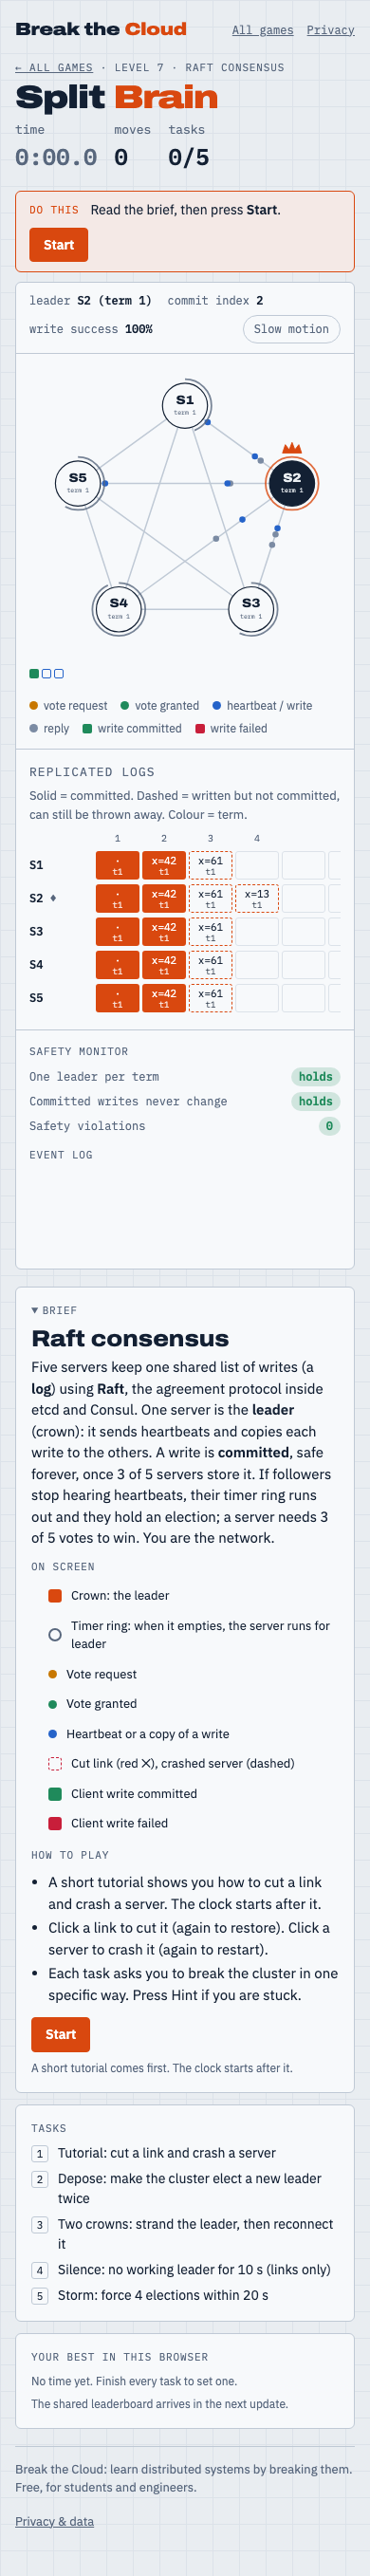 Break the Cloud All games Privacy
← ALL GAMES · LEVEL 7 · RAFT CONSENSUS
Split Brain
time moves tasks
0:00.0 0 0/5
DO THIS Read the brief, then press Start.
Start
leader S2 (term 1) commit index 2
write success 100% Slow motion
S1
term 1
S5
term 1
S2
term 1
S4
term 1
S3
term 1
vote request vote granted heartbeat / write
reply write committed write failed
REPLICATED LOGS
Solid = committed. Dashed = written but not committed,
can still be thrown away. Colour = term.
1 2 3 4
S1 · t1 x=42 t1 x=61 t1
S2 ♦ · t1 x=42 t1 x=61 t1 x=13 t1
S3 · t1 x=42 t1 x=61 t1
S4 · t1 x=42 t1 x=61 t1
S5 · t1 x=42 t1 x=61 t1
SAFETY MONITOR
One leader per term holds
Committed writes never change holds
Safety violations 0
EVENT LOG
▼ BRIEF
Raft consensus
Five servers keep one shared list of writes (a
log) using Raft, the agreement protocol inside
etcd and Consul. One server is the leader
(crown): it sends heartbeats and copies each
write to the others. A write is committed, safe
forever, once 3 of 5 servers store it. If followers
stop hearing heartbeats, their timer ring runs
out and they hold an election; a server needs 3
of 5 votes to win. You are the network.
ON SCREEN
Crown: the leader
Timer ring: when it empties, the server runs for
leader
Vote request
Vote granted
Heartbeat or a copy of a write
Cut link (red ✕), crashed server (dashed)
Client write committed
Client write failed
HOW TO PLAY
• A short tutorial shows you how to cut a link
and crash a server. The clock starts after it.
• Click a link to cut it (again to restore). Click a
server to crash it (again to restart).
• Each task asks you to break the cluster in one
specific way. Press Hint if you are stuck.
Start
A short tutorial comes first. The clock starts after it.
TASKS
1 Tutorial: cut a link and crash a server
2 Depose: make the cluster elect a new leader
twice
3 Two crowns: strand the leader, then reconnect
it
4 Silence: no working leader for 10 s (links only)
5 Storm: force 4 elections within 20 s
YOUR BEST IN THIS BROWSER
No time yet. Finish every task to set one.
The shared leaderboard arrives in the next update.
Break the Cloud: learn distributed systems by breaking them.
Free, for students and engineers.
Privacy & data